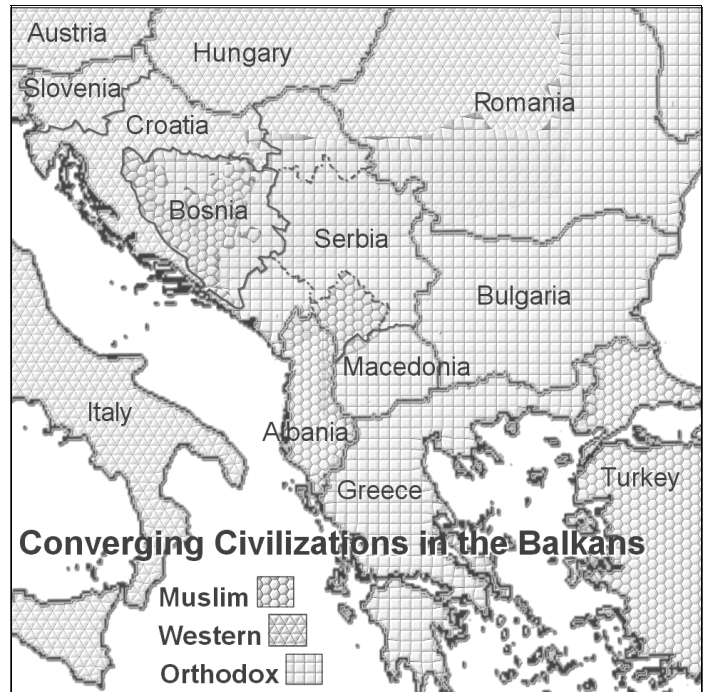 Austria
Hungary
Slovenia
Romania
Croatia
Bosnia
Serbia
Bulgaria
Macedonia
Italy
Albania
Turkey
Greece
Converging Civilizations in the Balkans
Muslim
Western
Orthodox